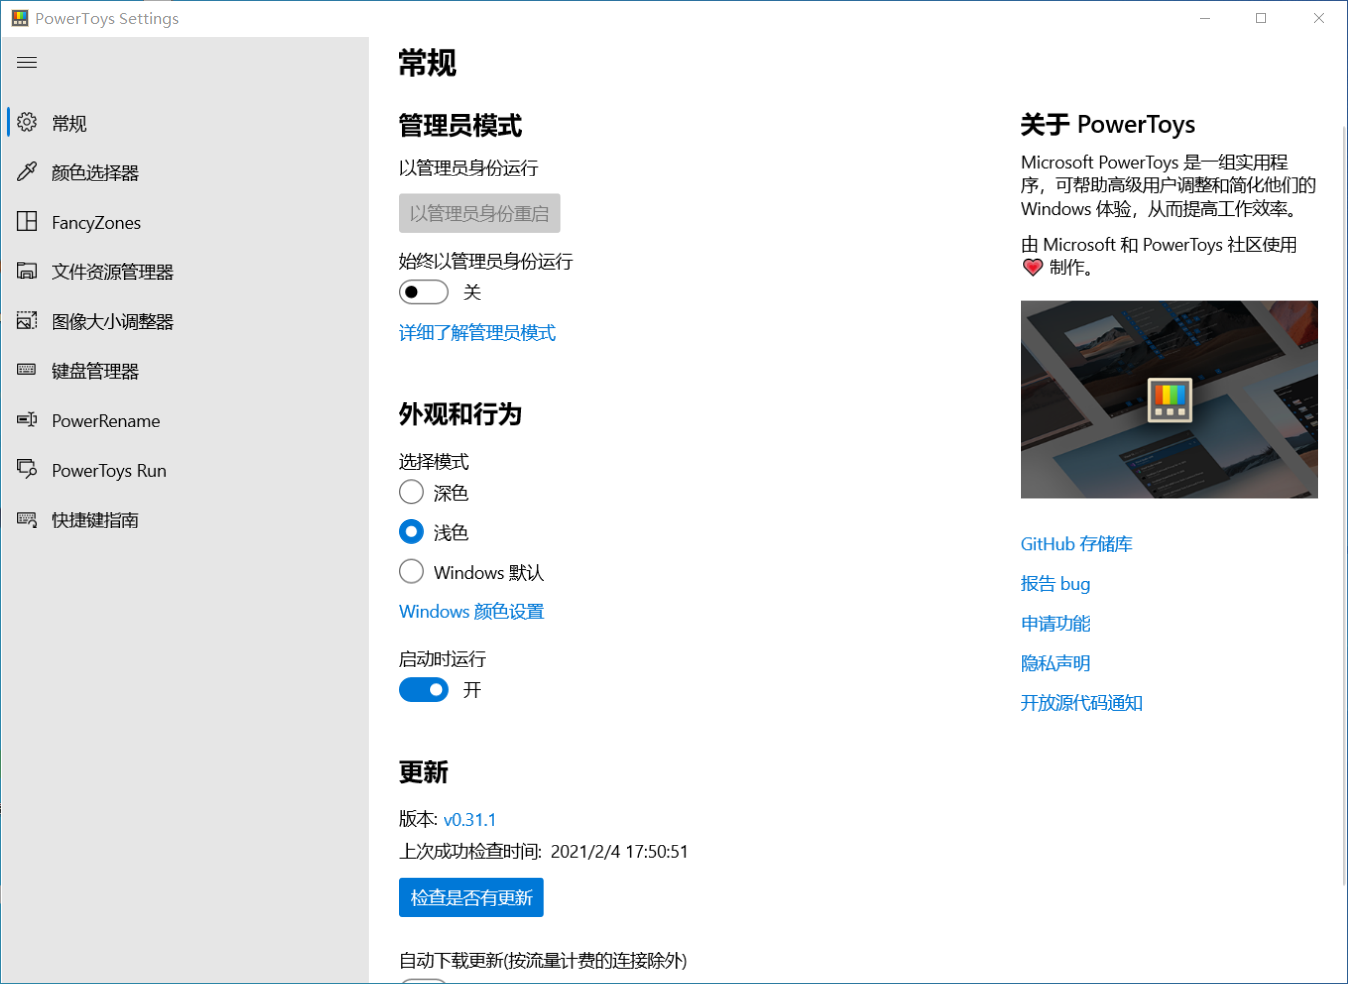 PowerToys Settings
常规
颜色选择器
FancyZones
文件资源管理器
图像大小调整器
键盘管理器
PowerRename
PowerToys Run
快捷键指南
常规
管理员模式
以管理员身份运行
以管理员身份重启
始终以管理员身份运行
关
详细了解管理员模式
外观和行为
选择模式
深色
浅色
Windows 默认
Windows 颜色设置
启动时运行
开
更新
版本: v0.31.1
上次成功检查时间: 2021/2/4 17:50:51
检查是否有更新
自动下载更新(按流量计费的连接除外)
关于 PowerToys
Microsoft PowerToys 是一组实用程
序，可帮助高级用户调整和简化他们的
Windows 体验，从而提高工作效率。
由 Microsoft 和 PowerToys 社区使用
❤ 制作。
GitHub 存储库
报告 bug
申请功能
隐私声明
开放源代码通知